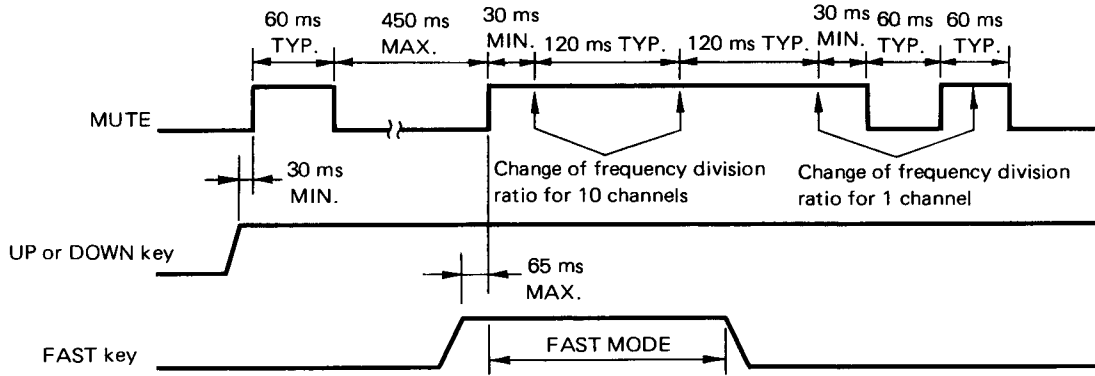 60 ms
TYP.
450 ms
MAX.
30 ms
MIN.
120 ms TYP.
120 ms TYP.
30 ms
MIN.
60 ms
TYP.
60 ms
TYP.
MUTE
Change of frequency division
ratio for 10 channels
Change of frequency division
ratio for 1 channel
30 ms
MIN.
UP or DOWN key
65 ms
MAX.
FAST key
FAST MODE